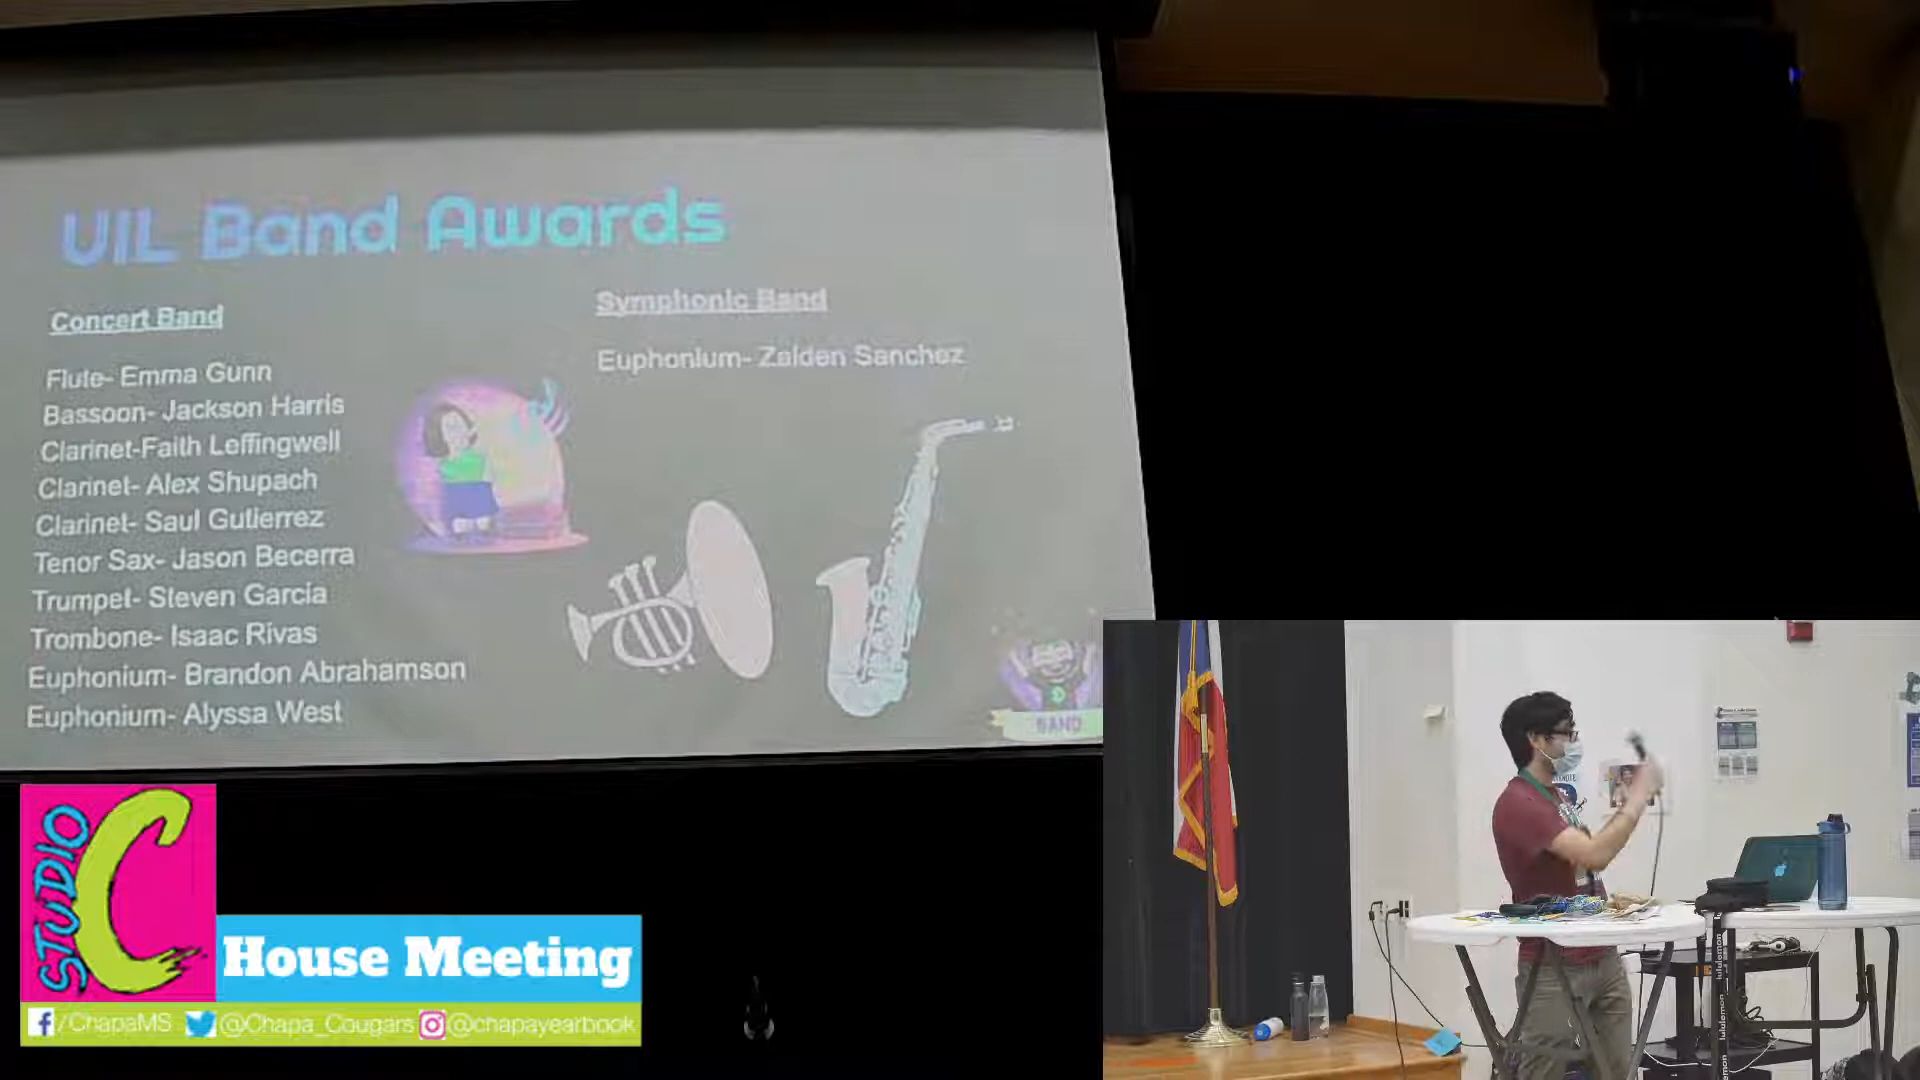 UIL Band Awards
Concert Band
Flute- Emma Gunn
Bassoon- Jackson Harris
Clarinet-Faith Leffingwell
Clarinet- Alex Shupach
Clarinet- Saul Gutierrez
Tenor Sax- Jason Becerra
Trumpet- Steven Garcia
Trombone- Isaac Rivas
Euphonium- Brandon Abrahamson
Euphonium- Alyssa West
Symphonic Band
Euphonium- Zaiden Sanchez
BAND
STUDIO C
House Meeting
/ChapaMS @Chapa_Cougars @chapayearbook
lululemon
lululemon